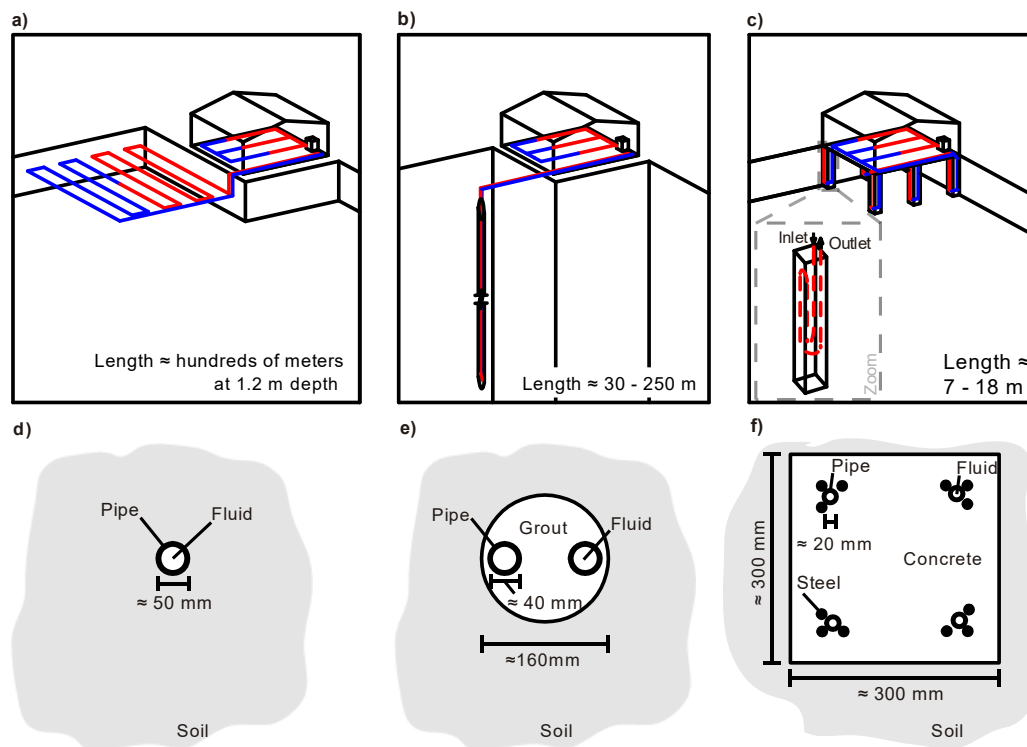 a)
b)
c)
Length ≈ hundreds of meters
at 1.2 m depth
Length ≈ 30 - 250 m
Inlet
Outlet
Zoom
Length ≈
7 - 18 m
d)
e)
f)
Pipe
Fluid
≈ 50 mm
Soil
Pipe
Grout
Fluid
≈ 40 mm
≈160mm
Soil
Pipe
Fluid
≈ 20 mm
Concrete
Steel
≈ 300 mm
≈ 300 mm
Soil